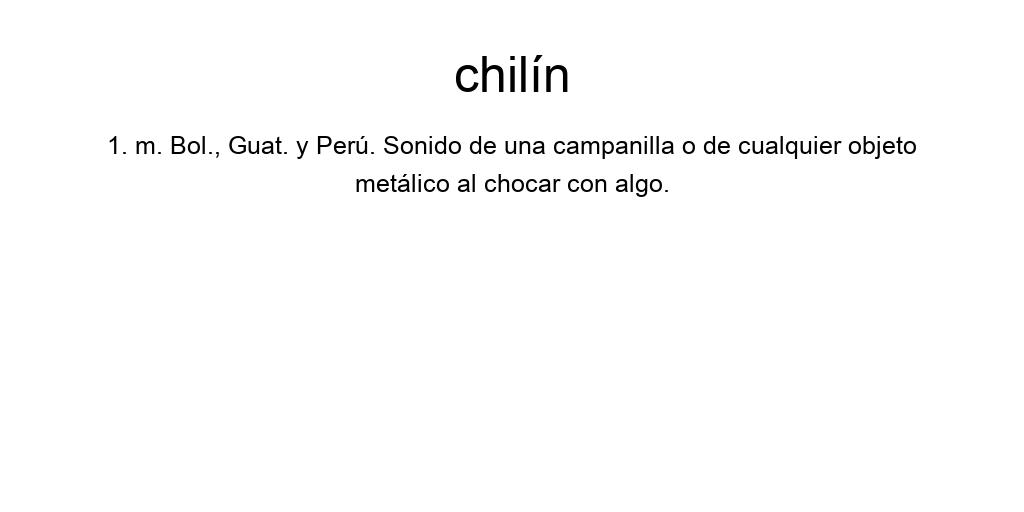 chilín
1. m. Bol., Guat. y Perú. Sonido de una campanilla o de cualquier objeto
metálico al chocar con algo.